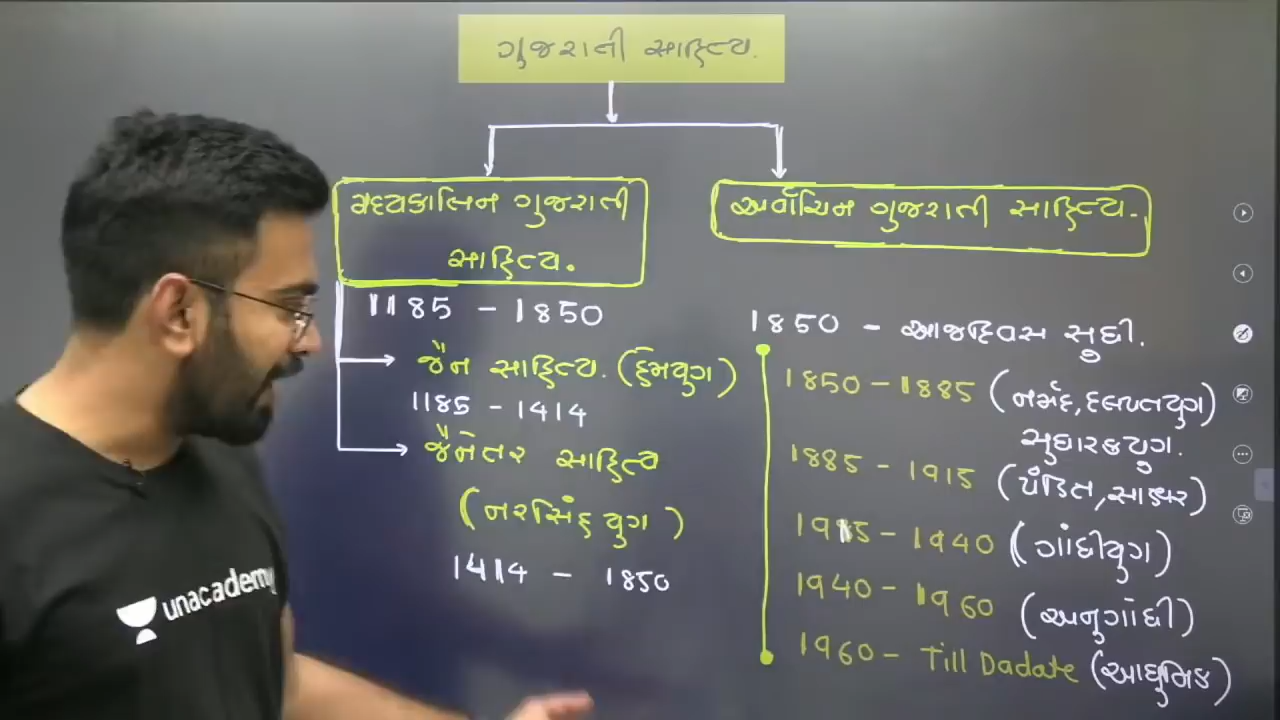 ગુજરાતી સાહિત્ય.
મધ્યકાલિન ગુજરાતી
સાહિત્ય.
1185 - 1850
જૈન સાહિત્ય. (હેમયુગ)
1185 - 1414
જૈનેતર સાહિત્ય
(નરસિંહ યુગ)
1414 - 1850
અર્વાચિન ગુજરાતી સાહિત્ય.
1850 - આજદિવસ સુધી.
1850 - 1885 (નર્મદ, દલપતયુગ)
સુધારકયુગ.
1885 - 1915 (પંડિત, સાક્ષર)
1915 - 1940 (ગાંધીયુગ)
1940 - 1960 (અનુગાંધી)
1960 - Till Dadate (આધુનિક)
unacademy